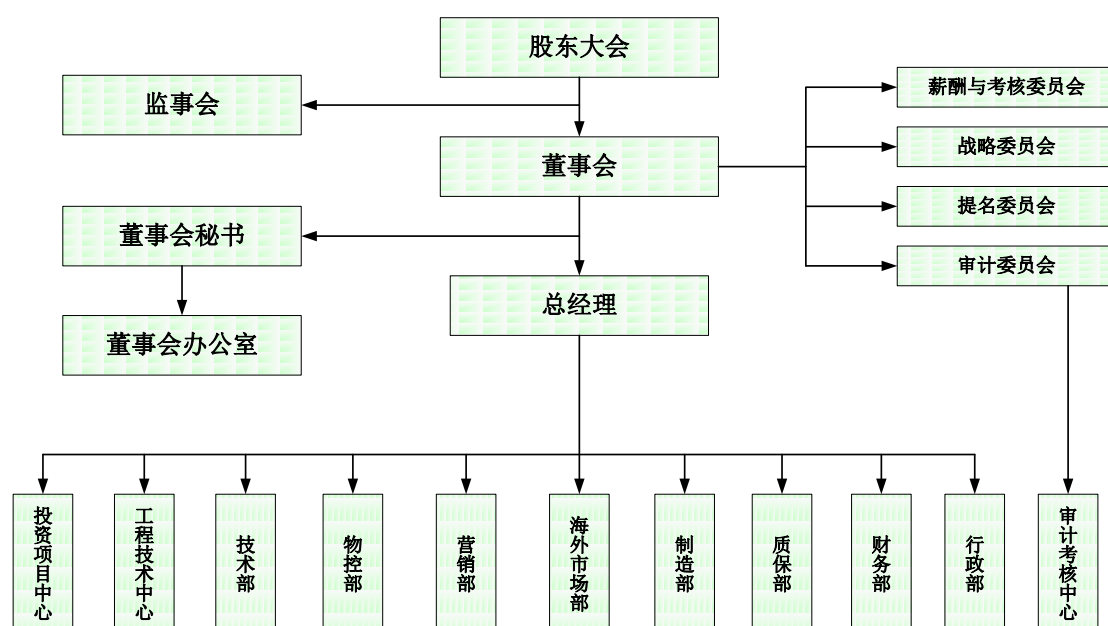 股东大会
监事会
薪酬与考核委员会
战略委员会
董事会
提名委员会
董事会秘书
审计委员会
总经理
董事会办公室
投资项目中心
工程技术中心
技术部
物控部
营销部
海外市场部
制造部
质保部
财务部
行政部
审计考核中心